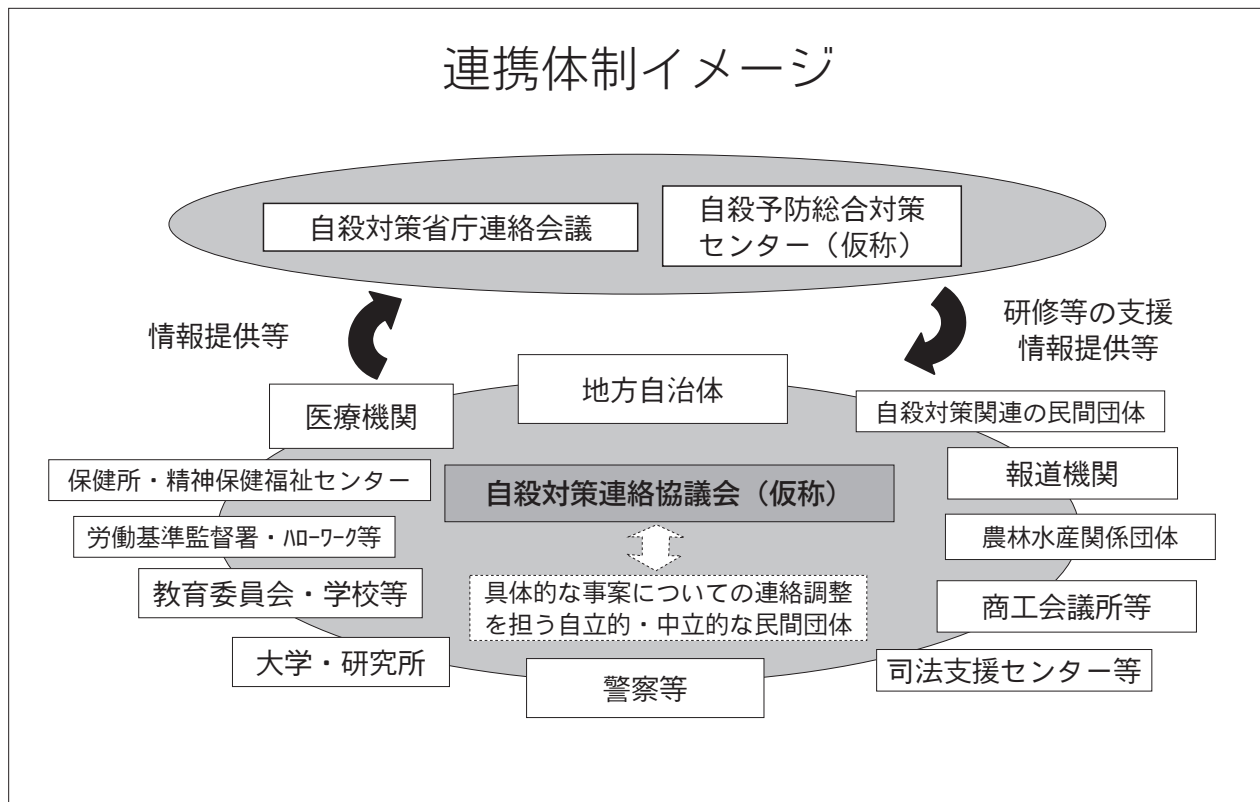 連携体制イメージ
自殺対策省庁連絡会議
自殺予防総合対策
センター（仮称）
情報提供等
研修等の支援
情報提供等
地方自治体
医療機関
自殺対策関連の民間団体
保健所・精神保健福祉センター
報道機関
自殺対策連絡協議会（仮称）
労働基準監督署・ﾊﾛｰﾜｰｸ等
農林水産関係団体
教育委員会・学校等
具体的な事案についての連絡調整
を担う自立的・中立的な民間団体
商工会議所等
大学・研究所
司法支援センター等
警察等